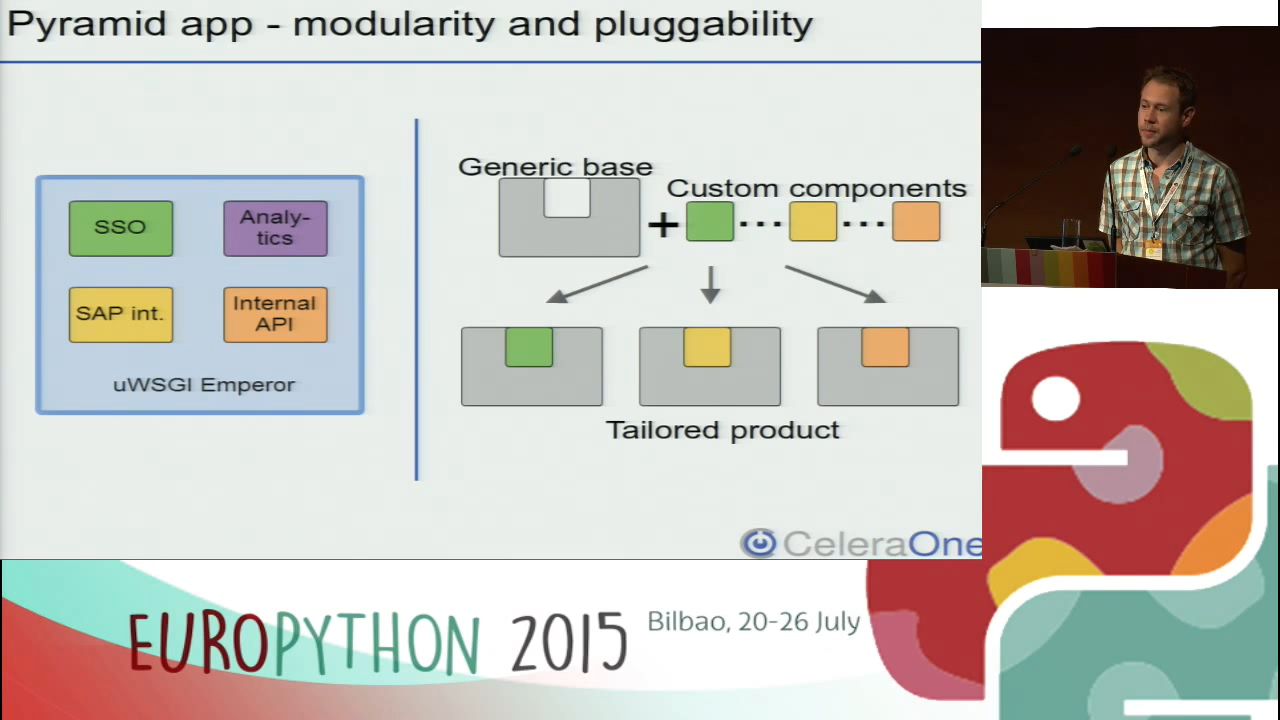 Pyramid app - modularity and pluggability
SSO
Analy-
tics
SAP int.
Internal
API
uWSGI Emperor
Generic base
Custom components
+
...
...
Tailored product
CeleraOne
EUROPYTHON 2015
Bilbao, 20-26 July